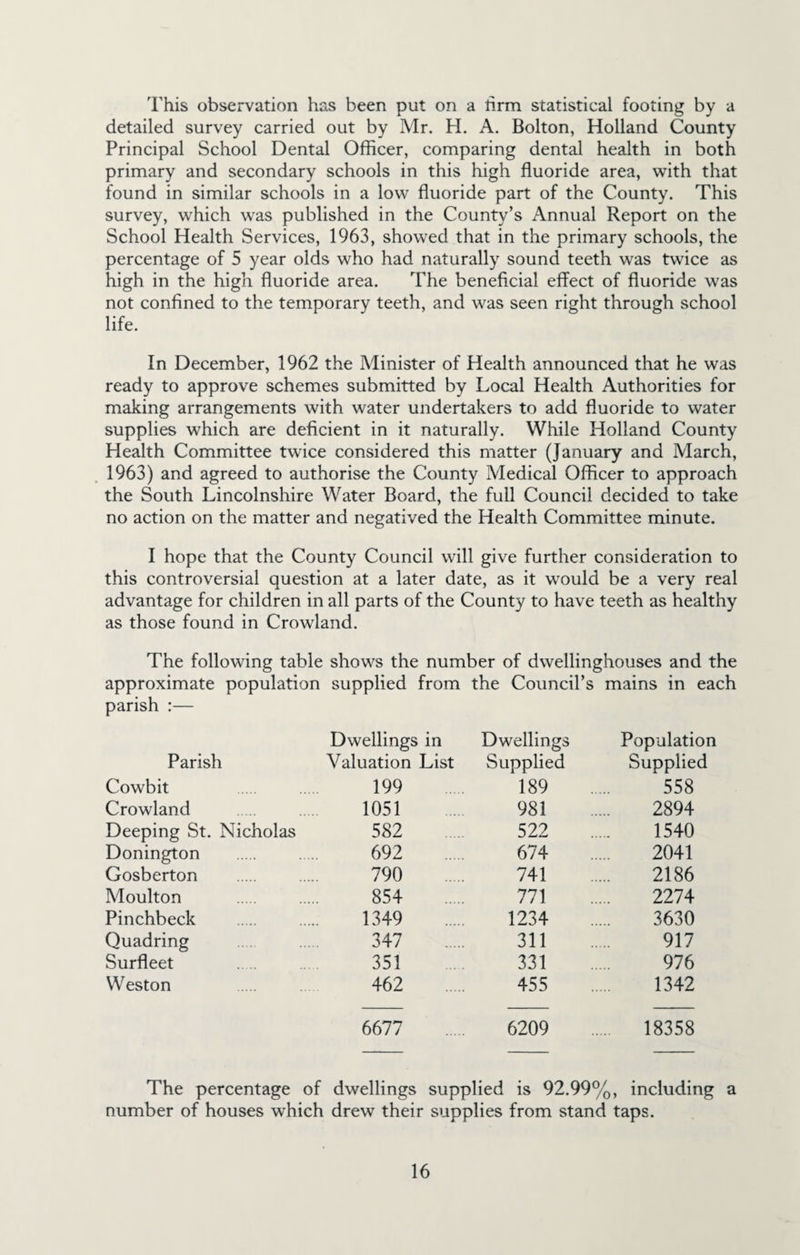 This observation has been put on a firm statistical footing by a
detailed survey carried out by Mr. H. A. Bolton, Holland County
Principal School Dental Officer, comparing dental health in both
primary and secondary schools in this high fluoride area, with that
found in similar schools in a low fluoride part of the County. This
survey, which was published in the County's Annual Report on the
School Health Services, 1963, showed that in the primary schools, the
percentage of 5 year olds who had naturally sound teeth was twice as
high in the high fluoride area. The beneficial effect of fluoride was
not confined to the temporary teeth, and was seen right through school
life.
In December, 1962 the Minister of Health announced that he was
ready to approve schemes submitted by Local Health Authorities for
making arrangements with water undertakers to add fluoride to water
supplies which are deficient in it naturally. While Holland County
Health Committee twice considered this matter (January and March,
1963) and agreed to authorise the County Medical Officer to approach
the South Lincolnshire Water Board, the full Council decided to take
no action on the matter and negatived the Health Committee minute.
I hope that the County Council will give further consideration to
this controversial question at a later date, as it would be a very real
advantage for children in all parts of the County to have teeth as healthy
as those found in Crowland.
The following table shows the number of dwellinghouses and the
approximate population supplied from the Council's mains in each
parish :—
Dwellings in Dwellings Population
Parish Valuation List Supplied Supplied
Cowbit ..... ..... 199 ..... 189 ..... 558
Crowland ..... ..... 1051 ..... 981 ..... 2894
Deeping St. Nicholas 582 ..... 522 ..... 1540
Donington ..... ..... 692 ..... 674 ..... 2041
Gosberton ..... ..... 790 ..... 741 ..... 2186
Moulton ..... ..... 854 ..... 771 ..... 2274
Pinchbeck ..... ..... 1349 ..... 1234 ..... 3630
Quadring ..... ..... 347 ..... 311 ..... 917
Surfleet ..... ..... 351 ..... 331 ..... 976
Weston ..... ..... 462 ..... 455 ..... 1342
6677 ..... 6209 ..... 18358
The percentage of dwellings supplied is 92.99%, including a
number of houses which drew their supplies from stand taps.
16